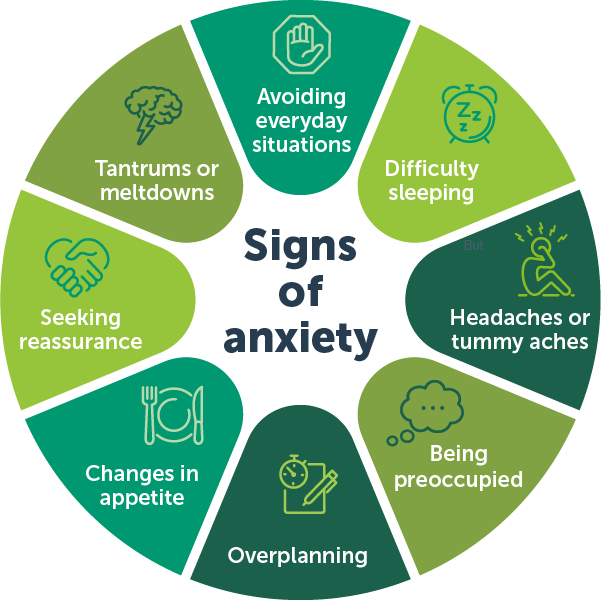 Signs
of
anxiety
Avoiding
everyday
situations
Difficulty
sleeping
But
Headaches or
tummy aches
Being
preoccupied
Overplanning
Changes in
appetite
Seeking
reassurance
Tantrums or
meltdowns
Z
Z
Z